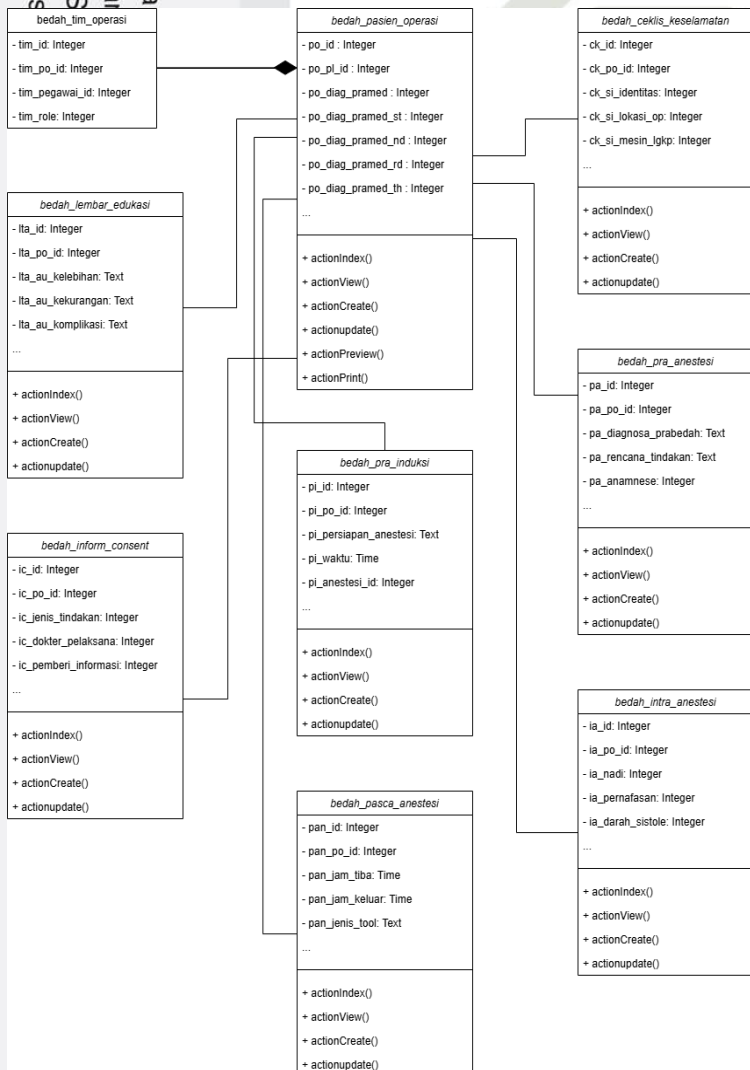 bedah_tim_operasi
- tim_id: Integer
- tim_po_id: Integer
- tim_pegawai_id: Integer
- tim_role: Integer
bedah_lembar_edukasi
- lta_id: Integer
- lta_po_id: Integer
- lta_au_kelebihan: Text
- lta_au_kekurangan: Text
- lta_au_komplikasi: Text
...
+ actionIndex()
+ actionView()
+ actionCreate()
+ actionupdate()
bedah_inform_consent
- ic_id: Integer
- ic_po_id: Integer
- ic_jenis_tindakan: Integer
- ic_dokter_pelaksana: Integer
- ic_pemberi_informasi: Integer
...
+ actionIndex()
+ actionView()
+ actionCreate()
+ actionupdate()
bedah_pasien_operasi
- po_id : Integer
- po_pl_id : Integer
- po_diag_pramed : Integer
- po_diag_pramed_st : Integer
- po_diag_pramed_nd : Integer
- po_diag_pramed_rd : Integer
- po_diag_pramed_th : Integer
...
+ actionIndex()
+ actionView()
+ actionCreate()
+ actionupdate()
+ actionPreview()
+ actionPrint()
bedah_pra_induksi
- pi_id: Integer
- pi_po_id: Integer
- pi_persiapan_anestesi: Text
- pi_waktu: Time
- pi_anestesi_id: Integer
...
+ actionIndex()
+ actionView()
+ actionCreate()
+ actionupdate()
bedah_pasca_anestesi
- pan_id: Integer
- pan_po_id: Integer
- pan_jam_tiba: Time
- pan_jam_keluar: Time
- pan_jenis_tool: Text
...
+ actionIndex()
+ actionView()
+ actionCreate()
+ actionupdate()
bedah_ceklis_keselamatan
- ck_id: Integer
- ck_po_id: Integer
- ck_si_identitas: Integer
- ck_si_lokasi_op: Integer
- ck_si_mesin_lgkp: Integer
...
+ actionIndex()
+ actionView()
+ actionCreate()
+ actionupdate()
bedah_pra_anestesi
- pa_id: Integer
- pa_po_id: Integer
- pa_diagnosa_prabedah: Text
- pa_rencana_tindakan: Text
- pa_anamnese: Integer
...
+ actionIndex()
+ actionView()
+ actionCreate()
+ actionupdate()
bedah_intra_anestesi
- ia_id: Integer
- ia_po_id: Integer
- ia_nadi: Integer
- ia_pernafasan: Integer
- ia_darah_sistole: Integer
...
+ actionIndex()
+ actionView()
+ actionCreate()
+ actionupdate()